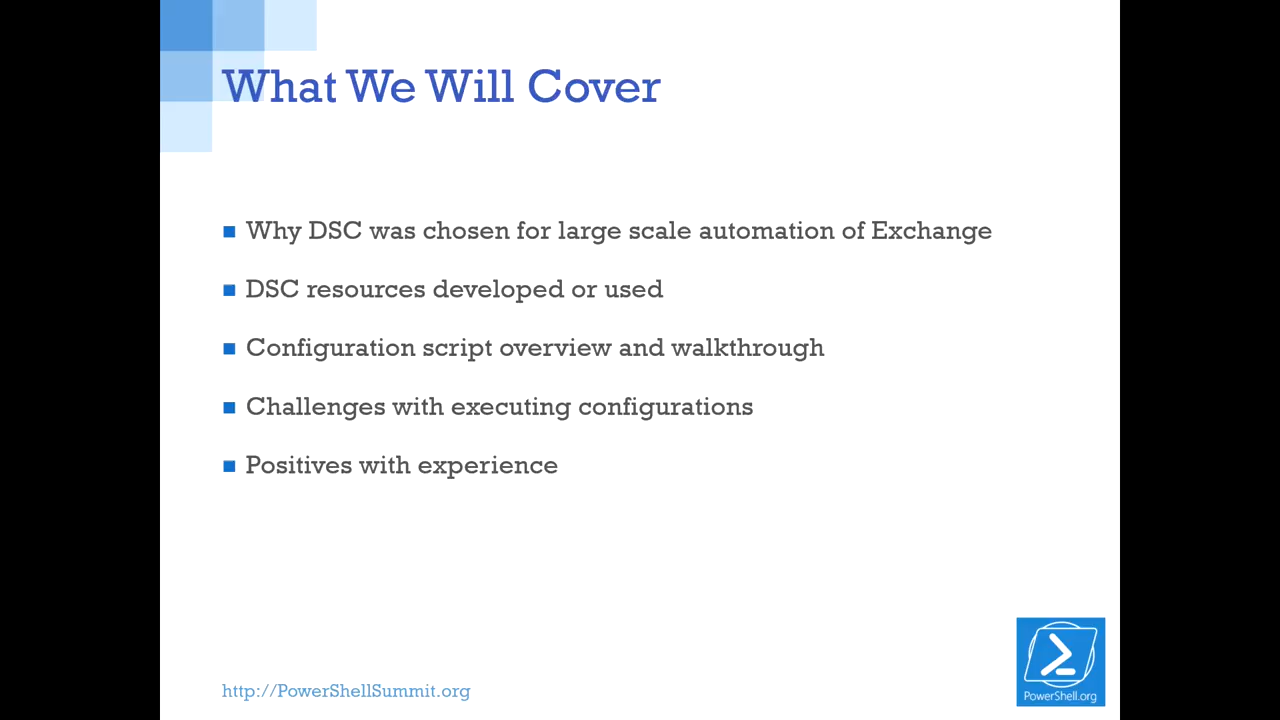 What We Will Cover
Why DSC was chosen for large scale automation of Exchange
DSC resources developed or used
Configuration script overview and walkthrough
Challenges with executing configurations
Positives with experience
http://PowerShellSummit.org
PowerShell.org